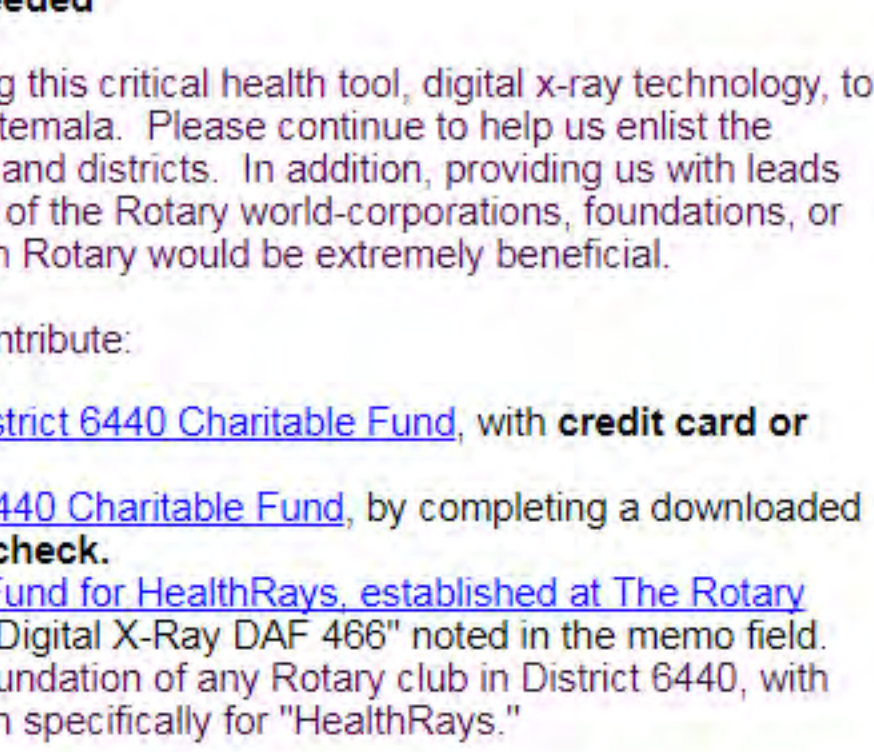 eeded
g this critical health tool, digital x-ray technology, to
temala.  Please continue to help us enlist the
and districts.  In addition, providing us with leads
of the Rotary world-corporations, foundations, or
n Rotary would be extremely beneficial.
ntribute:
strict 6440 Charitable Fund, with credit card or
440 Charitable Fund, by completing a downloaded
check.
Fund for HealthRays, established at The Rotary
Digital X-Ray DAF 466" noted in the memo field.
undation of any Rotary club in District 6440, with
n specifically for "HealthRays."